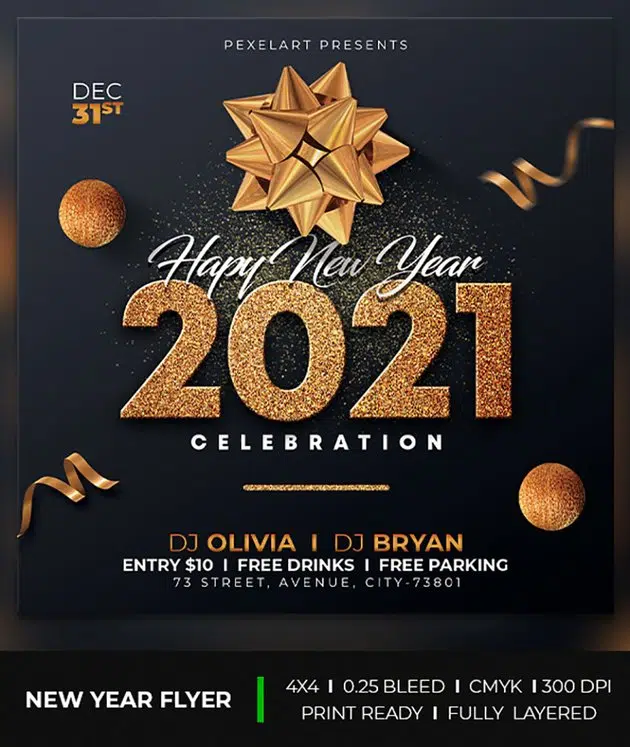 PEXELART PRESENTS
DEC
31ST
Hapy New Year
2021
CELEBRATION
DJ OLIVIA I DJ BRYAN
ENTRY $10 I FREE DRINKS I FREE PARKING
73 STREET, AVENUE, CITY-73801
NEW YEAR FLYER
4X4 I 0.25 BLEED I CMYK I 300 DPI
PRINT READY I FULLY LAYERED